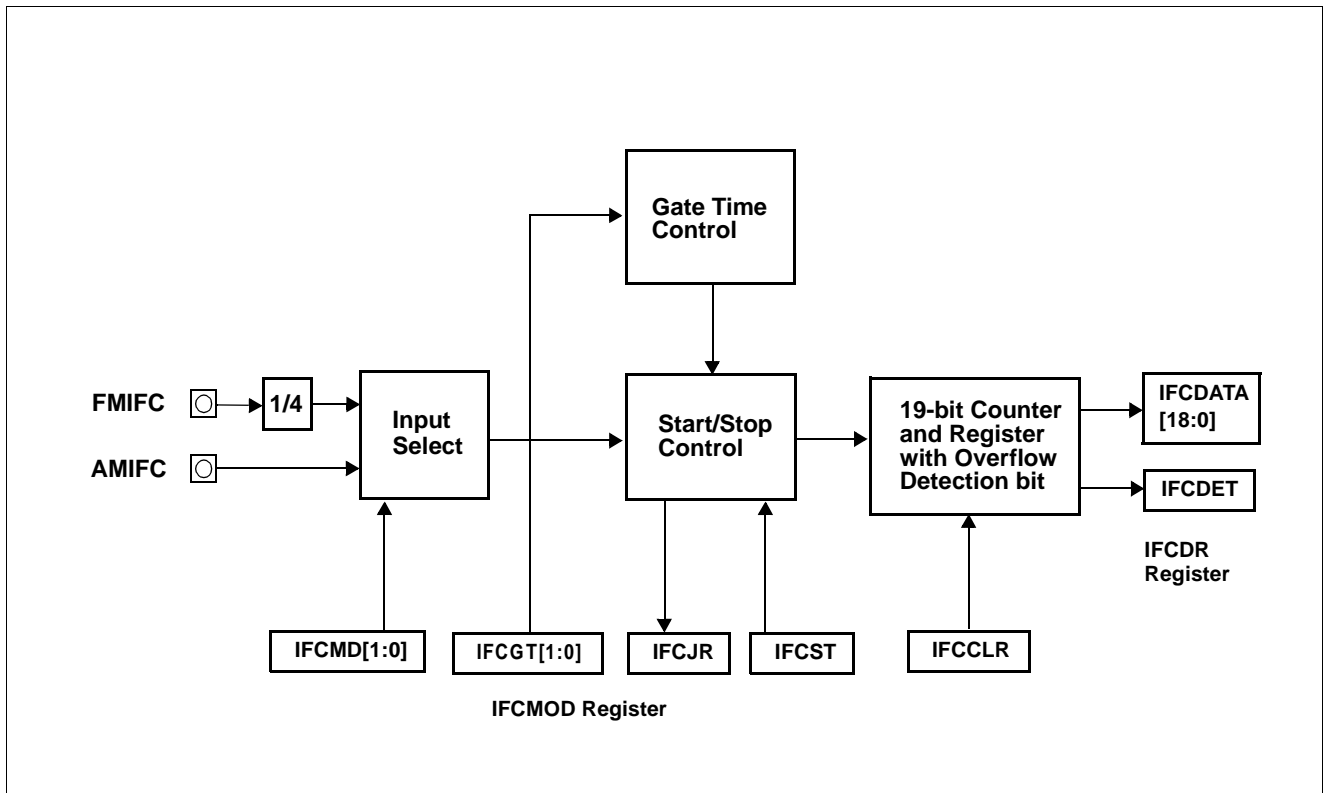 Gate Time
Control
FMIFC
1/4
AMIFC
Input
Select
Start/Stop
Control
19-bit Counter
and Register
with Overflow
Detection bit
IFCDATA
[18:0]
IFCDET
IFCDR
Register
IFCMD[1:0]
IFCGT[1:0]
IFCJR
IFCST
IFCCLR
IFCMOD Register